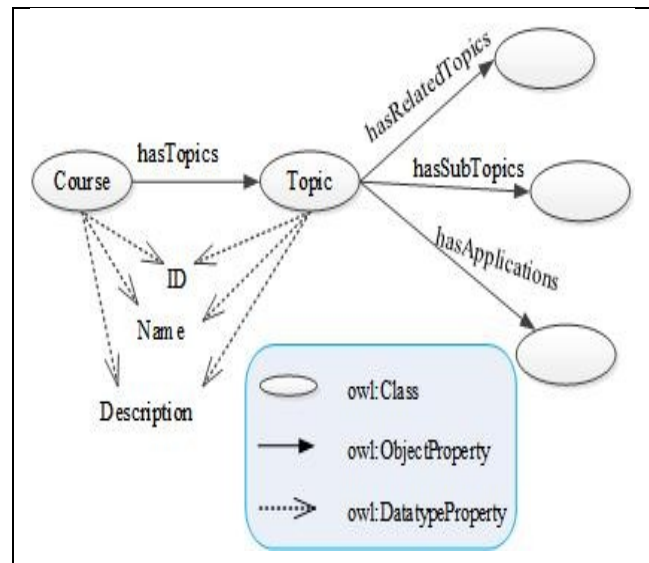 hasRelatedTopics
hasTopics
hasSubTopics
Course
Topic
hasApplications
ID
Name
Description
owl:Class
owl:ObjectProperty
owl:DatatypeProperty